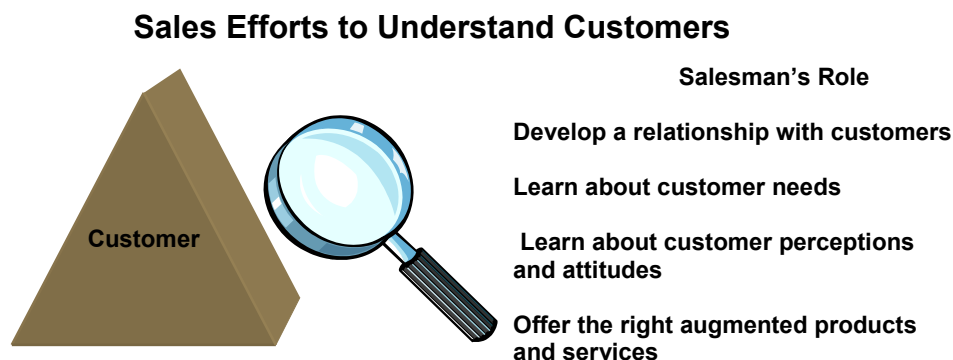 Sales Efforts to Understand Customers
Salesman’s Role
Develop a relationship with customers
Learn about customer needs
Customer
Learn about customer perceptions
and attitudes
Offer the right augmented products
and services